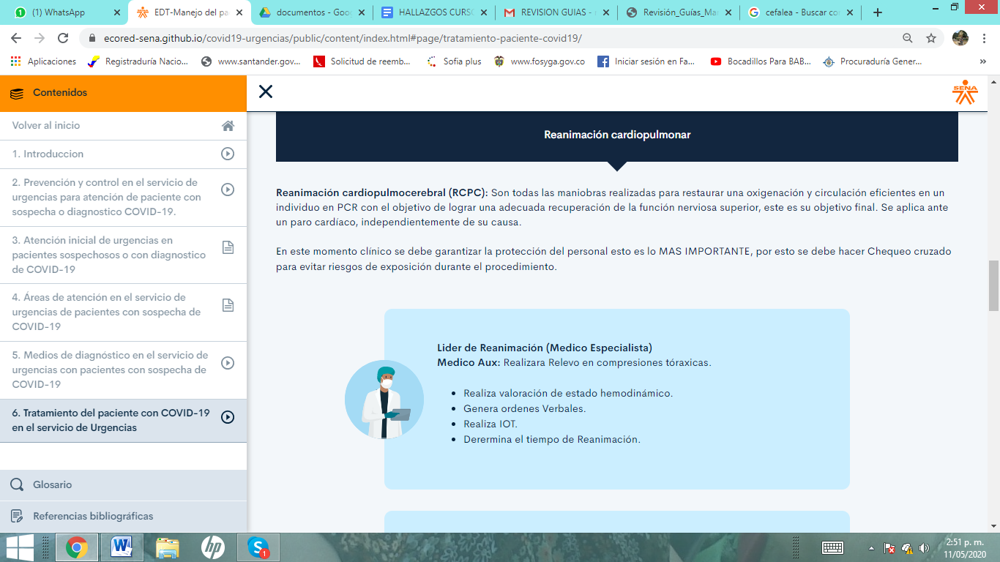 (1) WhatsApp
EDT-Manejo del pa
documentos - Goog
HALLAZGOS CURSO
REVISION GUIAS - r
Revisión_Guías_Ma
cefalea - Buscar co
ecored-sena.github.io/covid19-urgencias/public/content/index.html#page/tratamiento-paciente-covid19/
Aplicaciones
Registraduría Nacio...
www.santander.gov...
Solicitud de reemb...
Sofia plus
www.fosyga.gov.co
Iniciar sesión en Fa...
Bocadillos Para BAB...
Procuraduría Gener...
»
Contenidos
SENA
Volver al inicio
1. Introduccion
2. Prevención y control en el servicio de
urgencias para atención de paciente con
sospecha o diagnostico COVID-19.
3. Atención inicial de urgencias en
pacientes sospechosos o con diagnostico
de COVID-19
4. Áreas de atención en el servicio de
urgencias de pacientes con sospecha de
COVID-19
5. Medios de diagnóstico en el servicio de
urgencias con pacientes con sospecha de
COVID-19
6. Tratamiento del paciente con COVID-19
en el servicio de Urgencias
Glosario
Referencias bibliográficas
Reanimación cardiopulmonar
Reanimación cardiopulmocerebral (RCPC): Son todas las maniobras realizadas para restaurar una oxigenación y circulación eficientes en un
individuo en PCR con el objetivo de lograr una adecuada recuperación de la función nerviosa superior, este es su objetivo final. Se aplica ante
un paro cardíaco, independientemente de su causa.
En este momento clínico se debe garantizar la protección del personal esto es lo MAS IMPORTANTE, por esto se debe hacer Chequeo cruzado
para evitar riesgos de exposición durante el procedimiento.
Lider de Reanimación (Medico Especialista)
Medico Aux: Realizara Relevo en compresiones tóraxicas.
Realiza valoración de estado hemodinámico.
Genera ordenes Verbales.
Realiza IOT.
Derermina el tiempo de Reanimación.
2:51 p. m.
11/05/2020